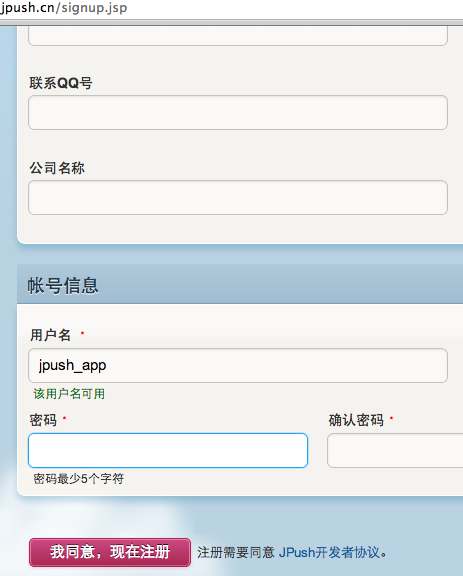 jpush.cn/signup.jsp
联系QQ号
公司名称
帐号信息
用户名 *
jpush_app
该用户名可用
密码 * 确认密码 *
密码最少5个字符
我同意，现在注册 注册需要同意 JPush开发者协议。